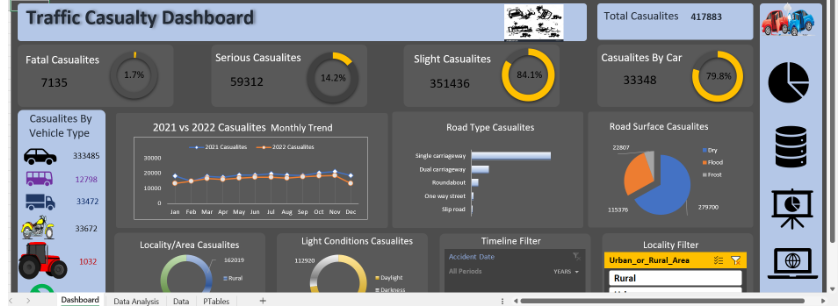 Traffic Casualty Dashboard
Total Casualites 417883
Fatal Casualites
7135
1.7%
Serious Casualites
59312
14.2%
Slight Casualites
351436
84.1%
Casualites By Car
33348
79.8%
Casualites By
Vehicle Type
333485
12798
33472
33672
1032
2021 vs 2022 Casualites Monthly Trend
2021 Casualites
2022 Casualites
30000
20000
10000
0
Jan Feb Mar Apr May Jun Jul Aug Sep Oct Nov Dec
Road Type Casualites
Single carriageway
Dual carriageway
Roundabout
One way street
Slip road
Road Surface Casualites
22807
115376
279700
Dry
Flood
Frost
Locality/Area Casualites
162019
Rural
Light Conditions Casualites
112920
Daylight
Darkness
Timeline Filter
Accident Date
All Periods
YEARS
Locality Filter
Urban_or_Rural_Area
Rural
Dashboard
Data Analysis
Data
PTables